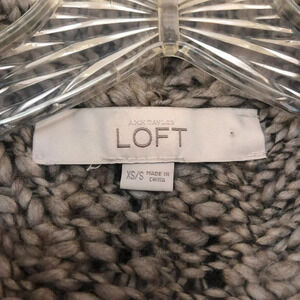 ANN TAYLOR
LOFT
XS/S MADE IN
CHINA